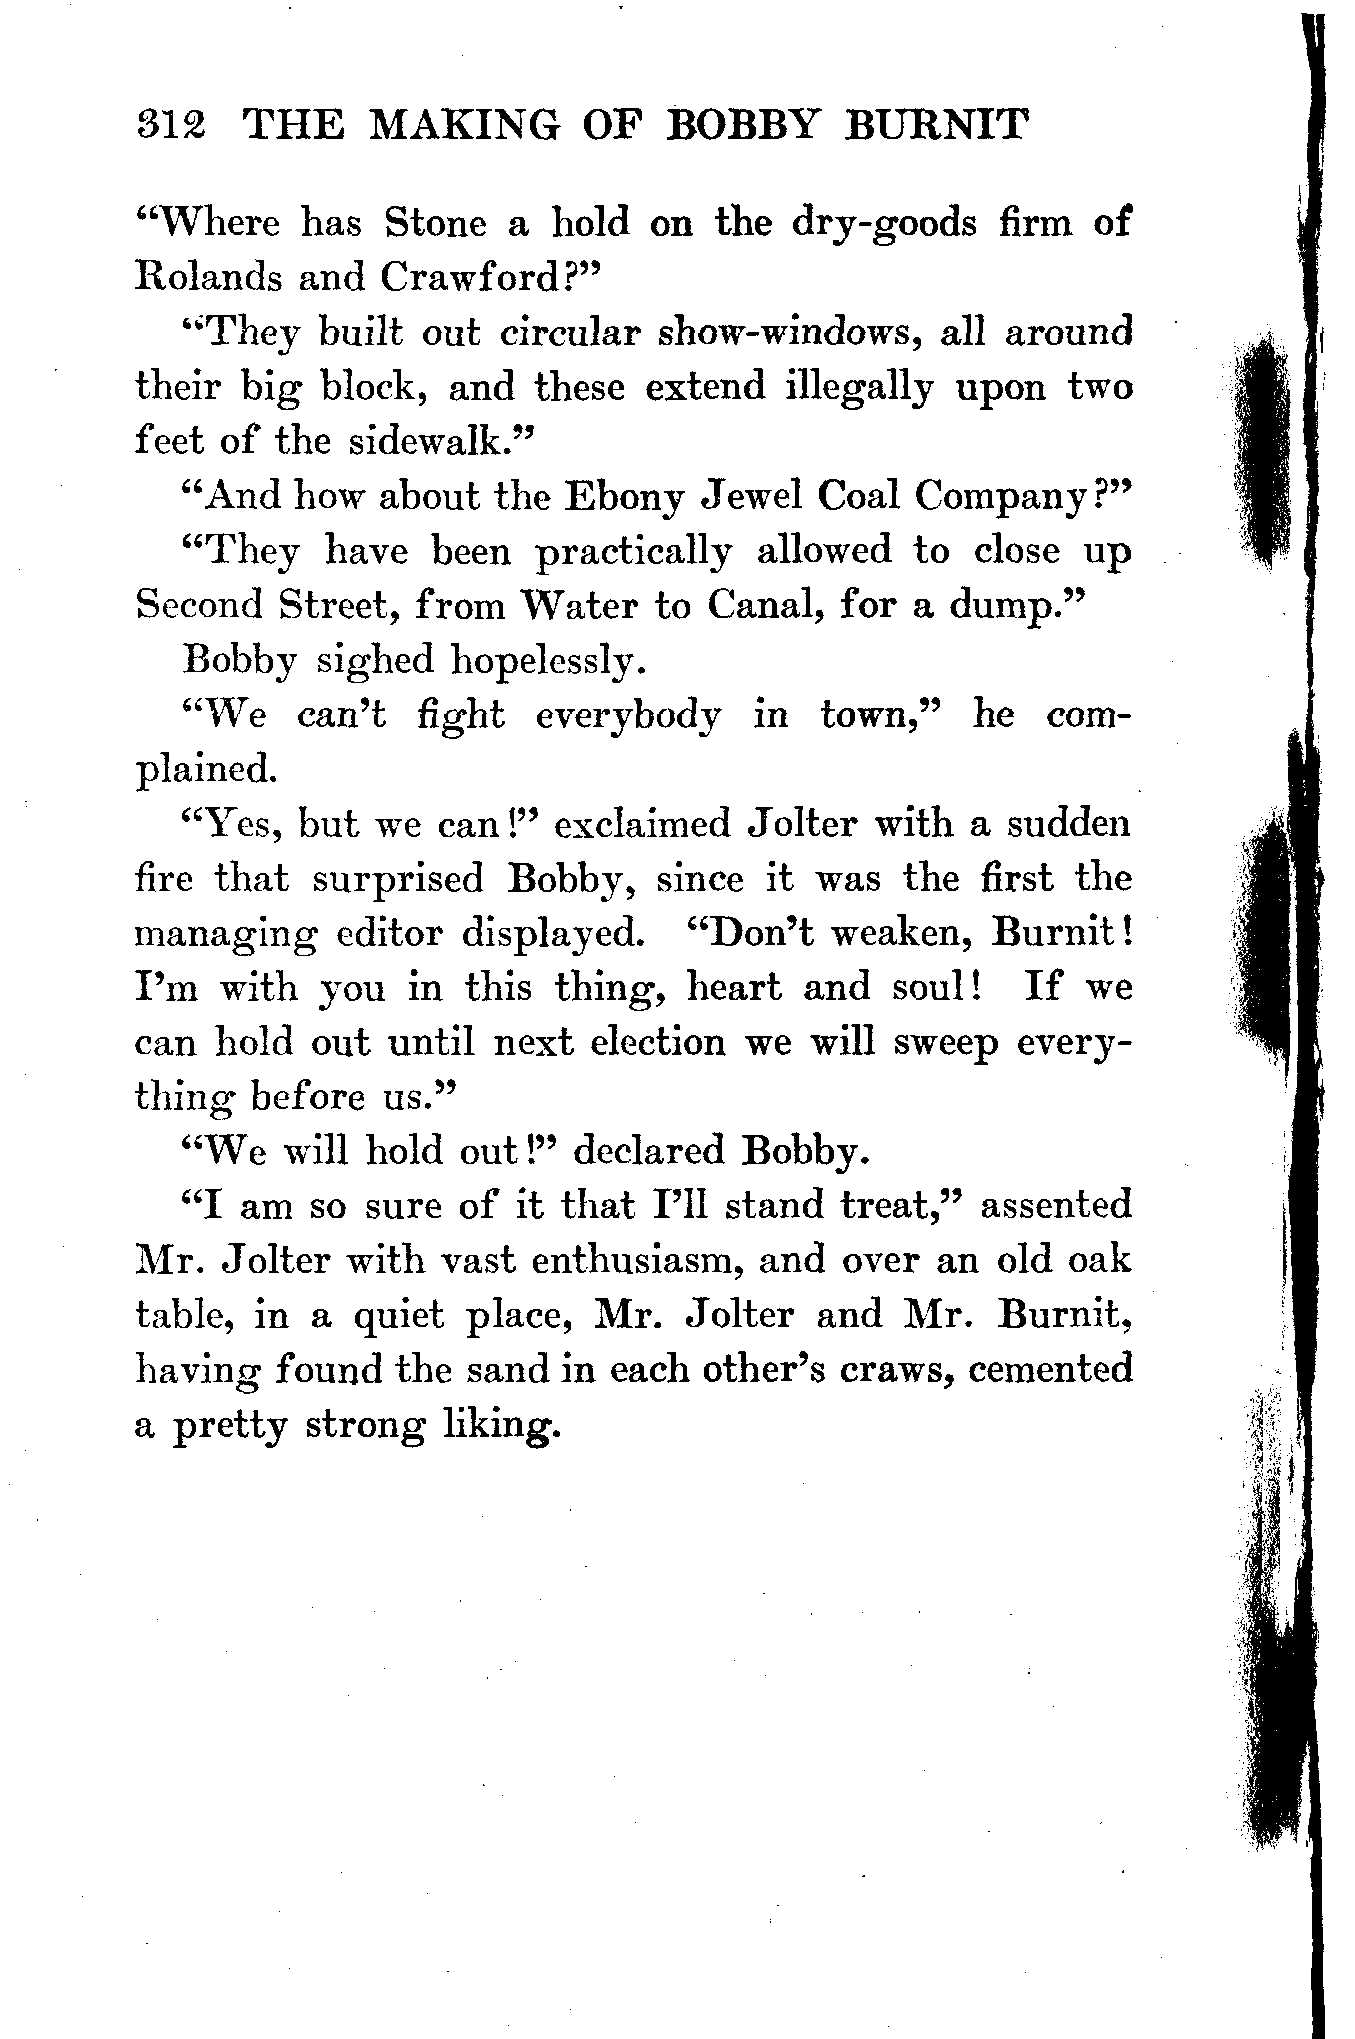 312 THE MAKING OF BOBBY BURNIT
“Where has Stone a hold on the dry-goods firm of
Rolands and Crawford?”
“They built out circular show-windows, all around
their big block, and these extend illegally upon two
feet of the sidewalk.”
“And how about the Ebony Jewel Coal Company?”
“They have been practically allowed to close up
Second Street, from Water to Canal, for a dump.”
Bobby sighed hopelessly.
“We can’t fight everybody in town,” he com-
plained.
“Yes, but we can!” exclaimed Jolter with a sudden
fire that surprised Bobby, since it was the first the
managing editor displayed. “Don’t weaken, Burnit!
I’m with you in this thing, heart and soul! If we
can hold out until next election we will sweep every-
thing before us.”
“We will hold out!” declared Bobby.
“I am so sure of it that I’ll stand treat,” assented
Mr. Jolter with vast enthusiasm, and over an old oak
table, in a quiet place, Mr. Jolter and Mr. Burnit,
having found the sand in each other’s craws, cemented
a pretty strong liking.